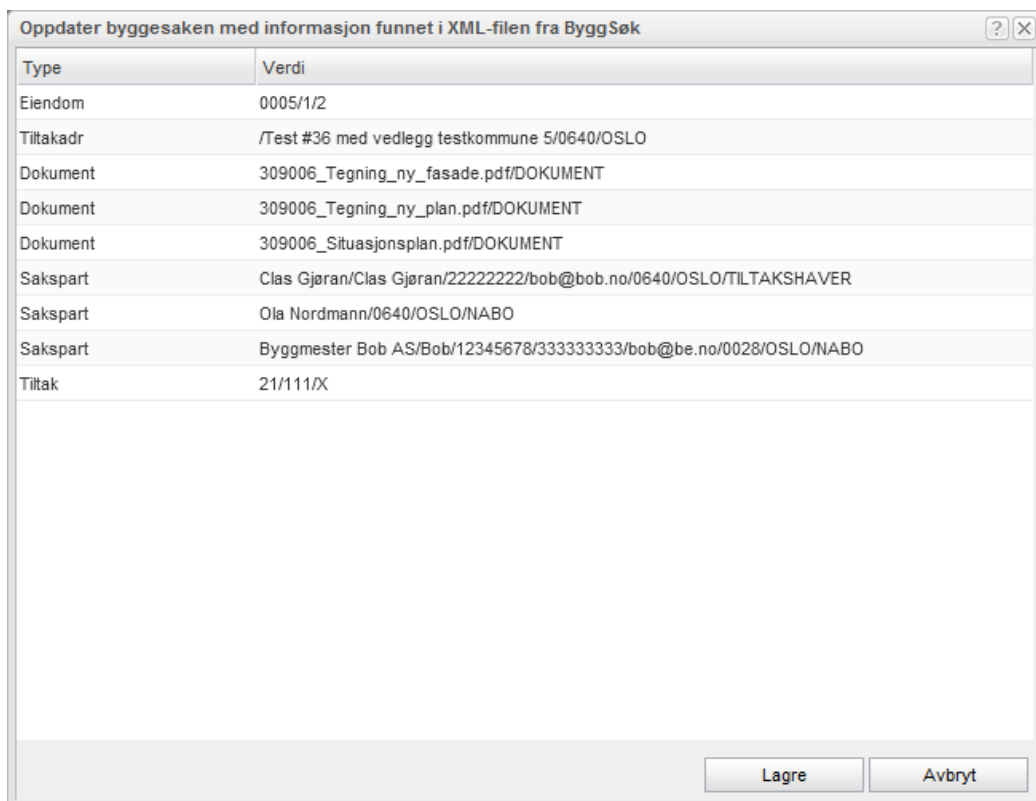 Oppdater byggesaken med informasjon funnet i XML-filen fra ByggSøk ? X
Type Verdi
Eiendom 0005/1/2
Tiltakadr /Test #36 med vedlegg testkommune 5/0640/OSLO
Dokument 309006_Tegning_ny_fasade.pdf/DOKUMENT
Dokument 309006_Tegning_ny_plan.pdf/DOKUMENT
Dokument 309006_Situasjonsplan.pdf/DOKUMENT
Sakspart Clas Gjøran/Clas Gjøran/22222222/bob@bob.no/0640/OSLO/TILTAKSHAVER
Sakspart Ola Nordmann/0640/OSLO/NABO
Sakspart Byggmester Bob AS/Bob/12345678/333333333/bob@be.no/0028/OSLO/NABO
Tiltak 21/111/X
Lagre Avbryt